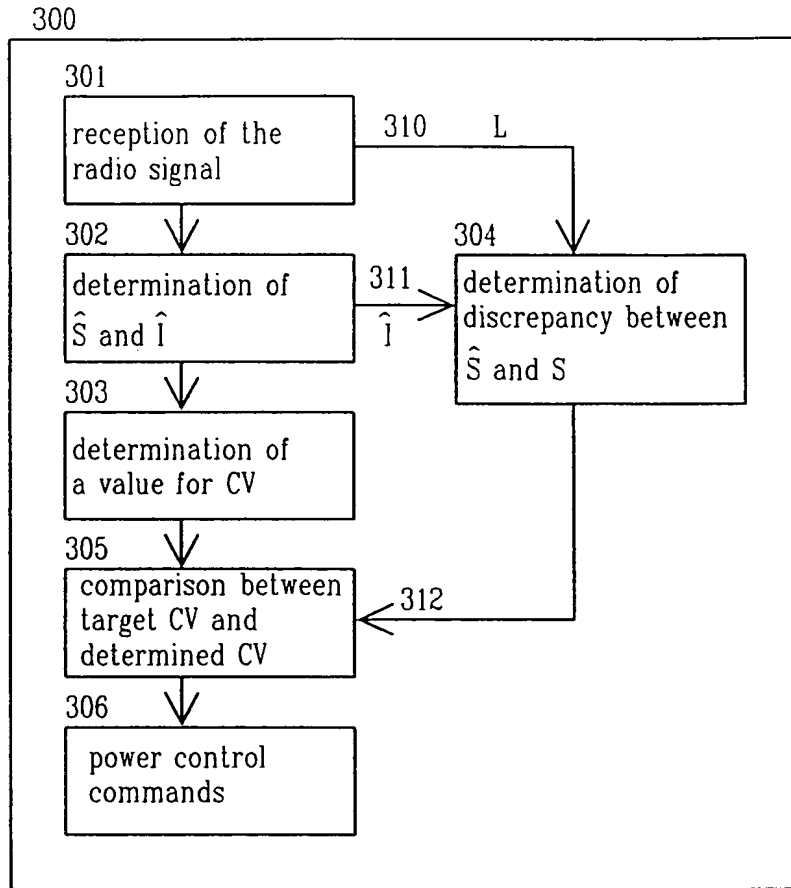 300
301
reception of the
radio signal
310 L
302
determination of
Ŝ and Î
311
Î
304
determination of
discrepancy between
Ŝ and S
303
determination of
a value for CV
305
comparison between
target CV and
determined CV
312
306
power control
commands